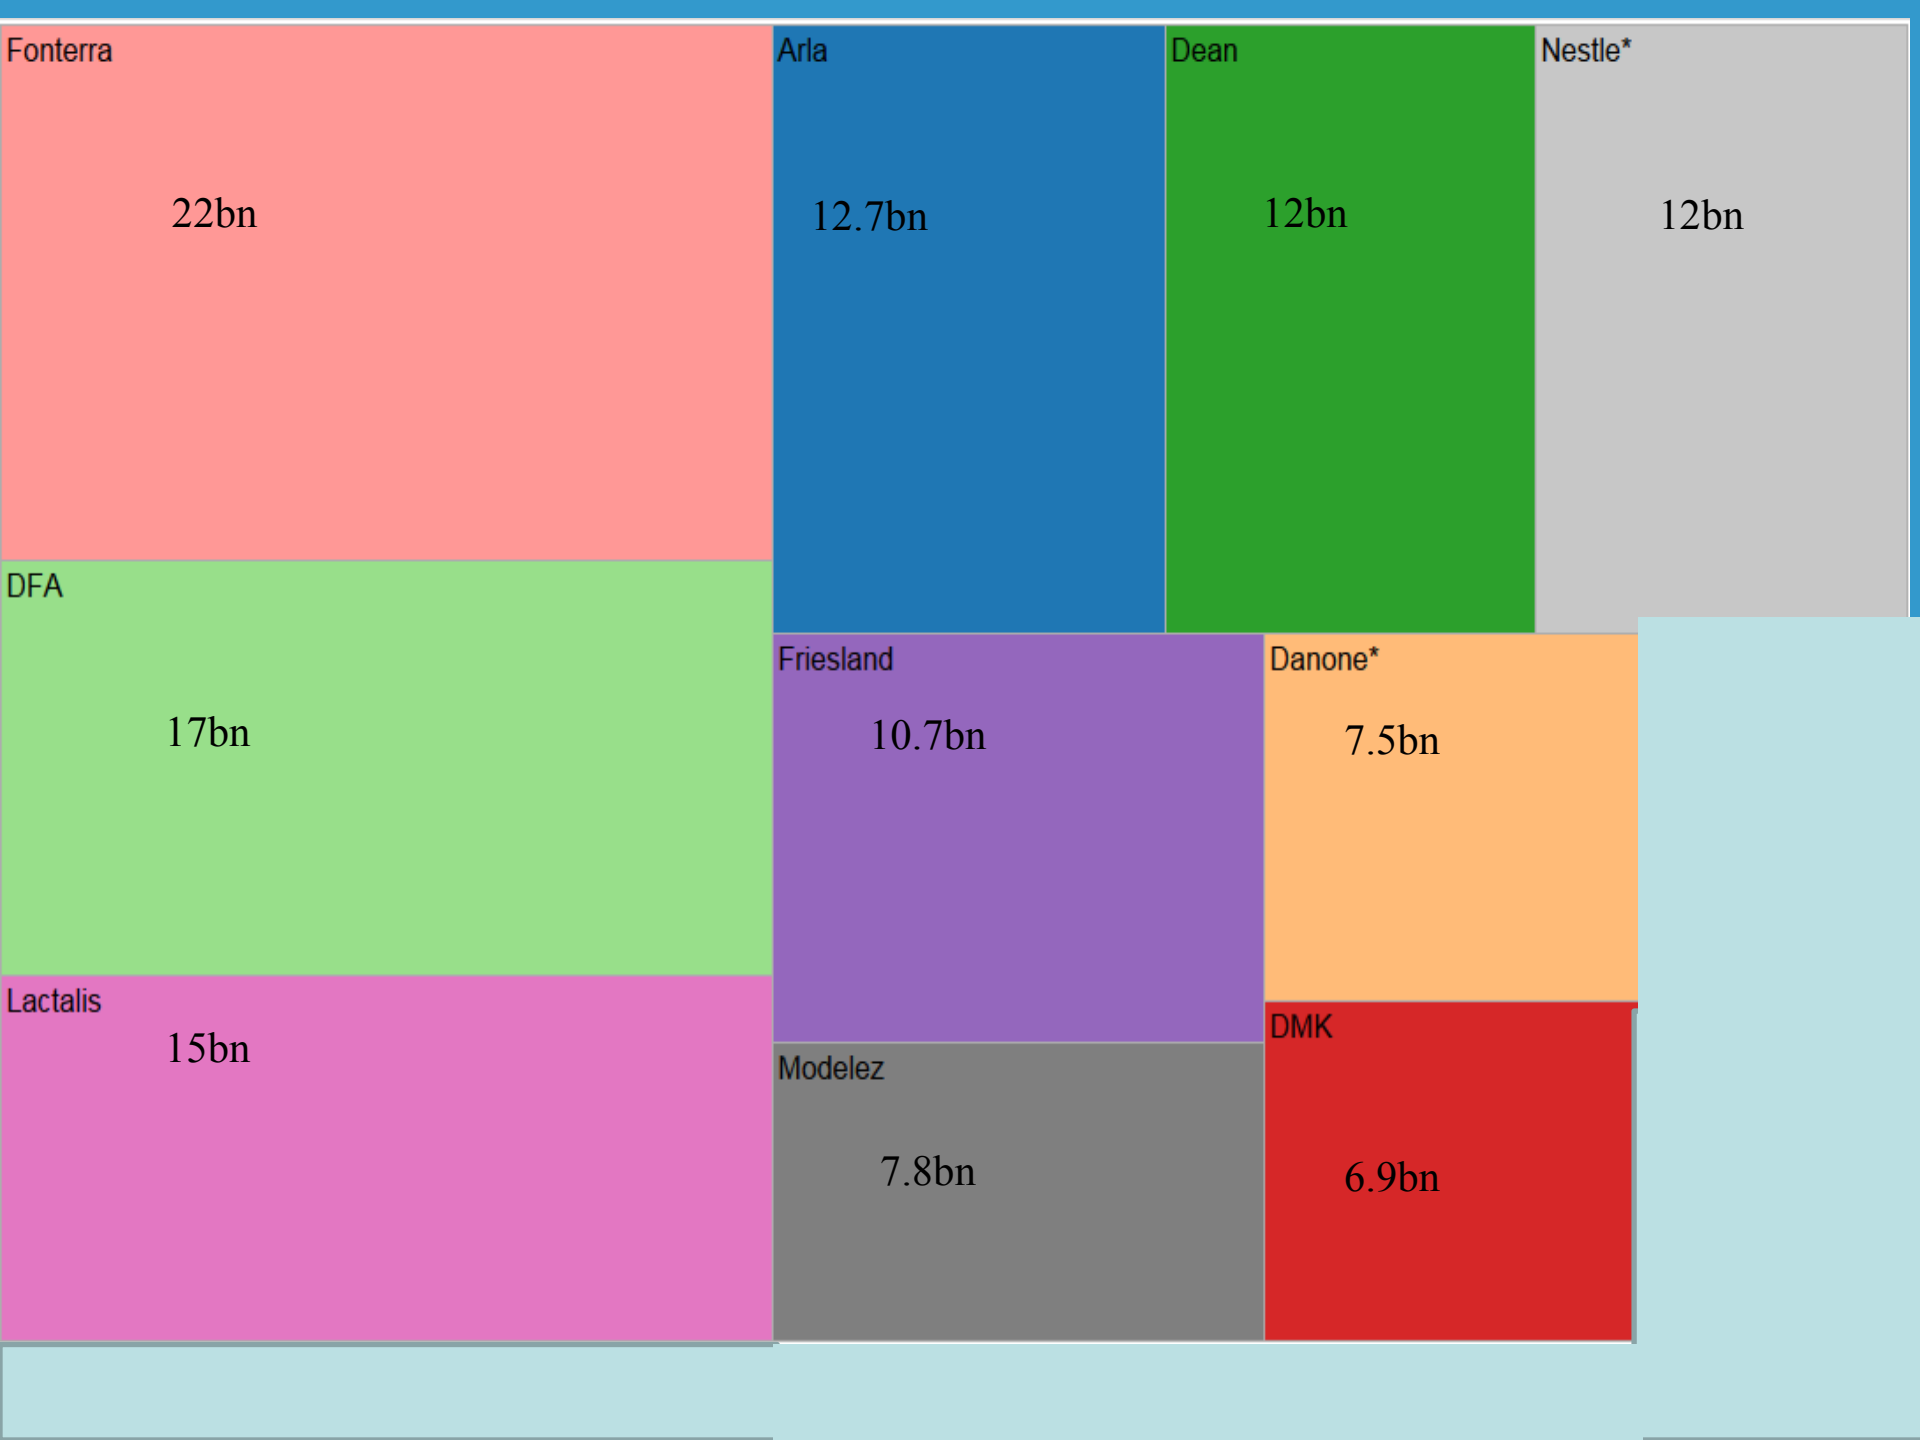 Fonterra
22bn
Arla
12.7bn
Dean
12bn
Nestle*
12bn
DFA
17bn
Friesland
10.7bn
Danone*
7.5bn
Lactalis
15bn
Modelez
7.8bn
DMK
6.9bn